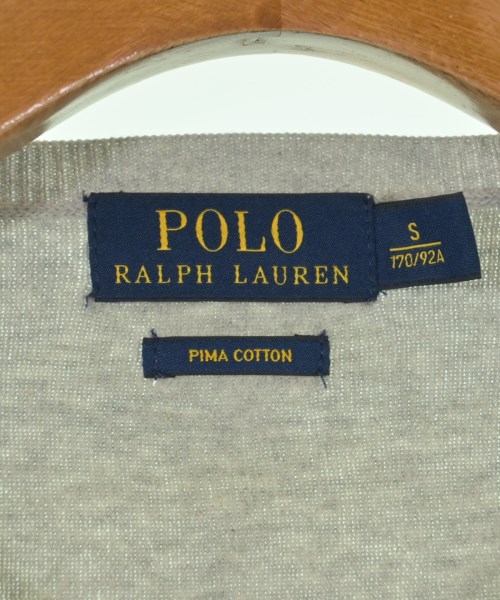 POLO
RALPH LAUREN
S
170/92A
PIMA COTTON